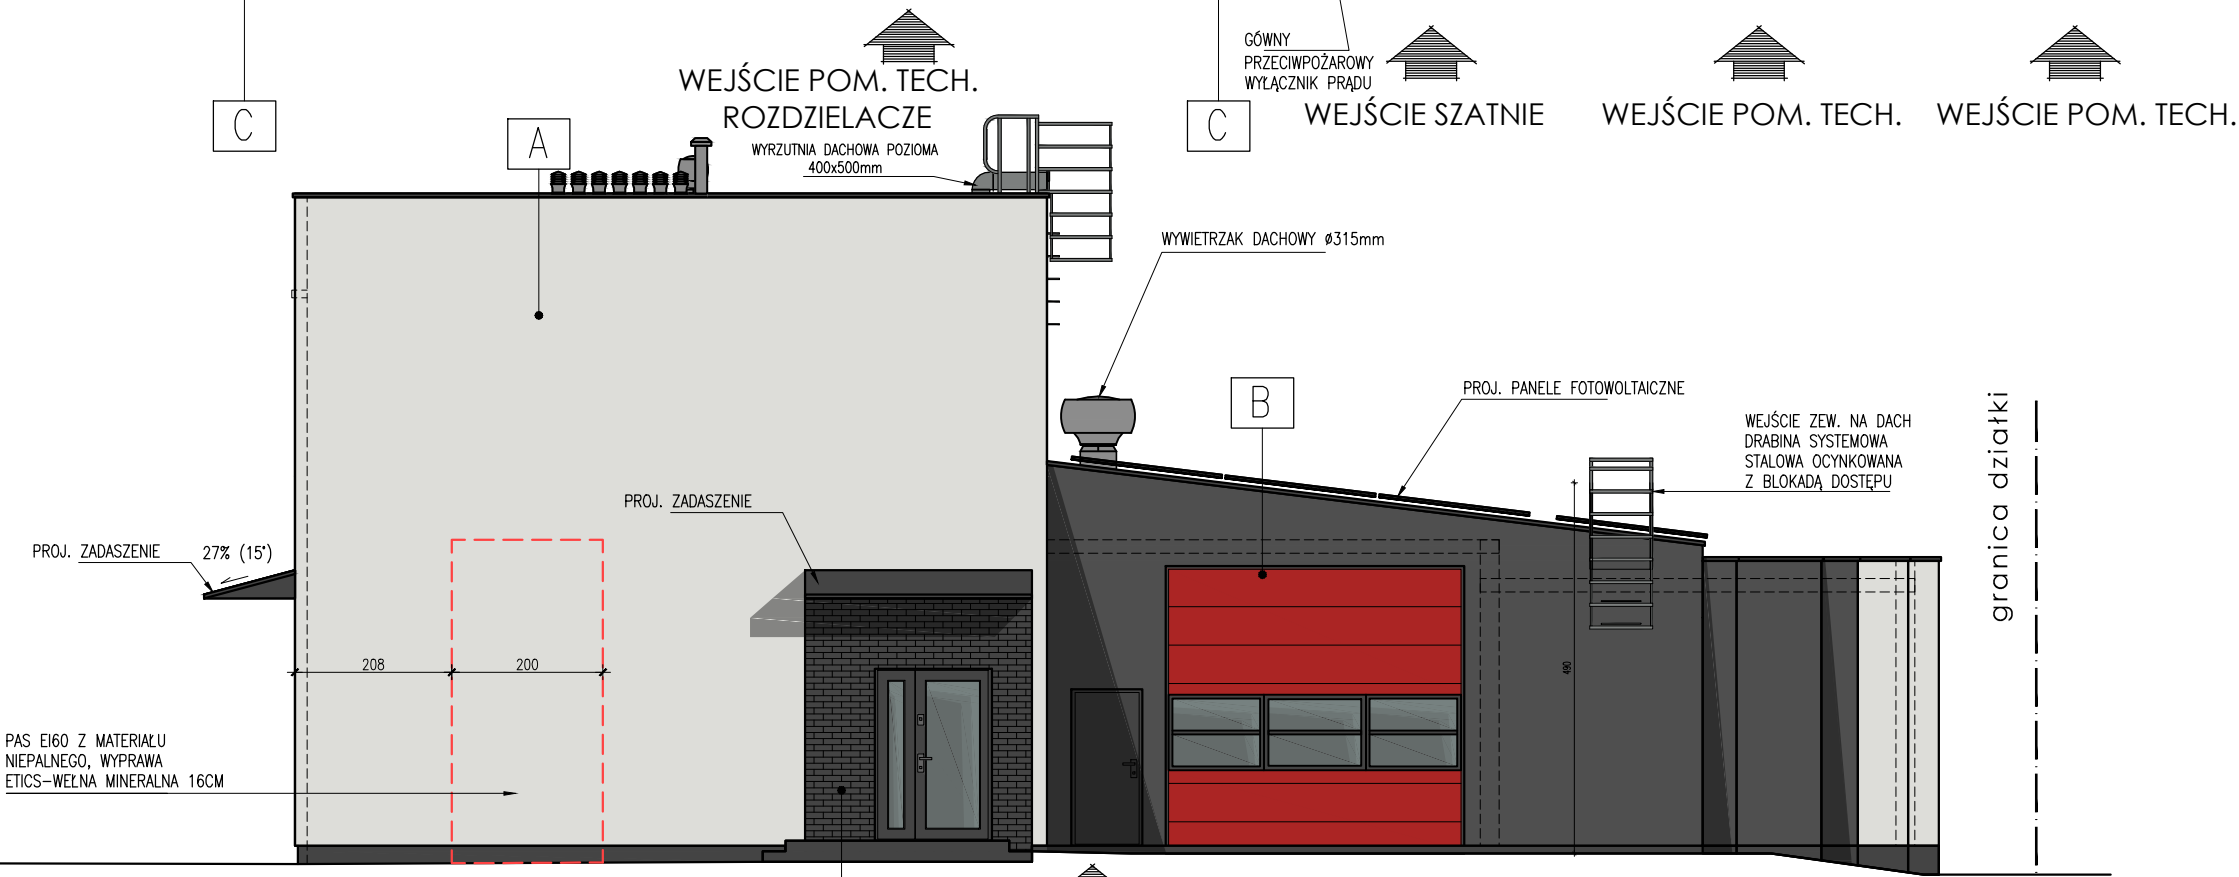 C
A
WEJŚCIE POM. TECH.
ROZDZIELACZE
WYRZUTNIA DACHOWA POZIOMA
400x500mm
C
GÓWNY
PRZECIWPOŻAROWY
WYŁĄCZNIK PRĄDU
WEJŚCIE SZATNIE
WEJŚCIE POM. TECH.
WEJŚCIE POM. TECH.
WYWIETRZAK DACHOWY Ø315mm
B
PROJ. PANELE FOTOWOLTAICZNE
WEJŚCIE ZEW. NA DACH
DRABINA SYSTEMOWA
STALOWA OCYNKOWANA
Z BLOKADĄ DOSTĘPU
granica działki
PROJ. ZADASZENIE
PROJ. ZADASZENIE
27% (15°)
208
200
490
PAS EI60 Z MATERIAŁU
NIEPALNEGO, WYPRAWA
ETICS-WEŁNA MINERALNA 16CM